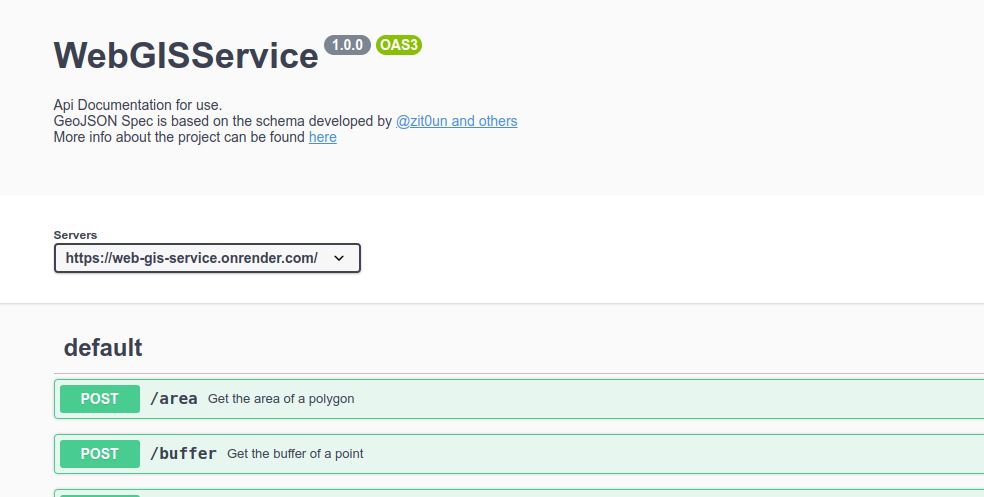 WebGISService 1.0.0 OAS3
Api Documentation for use.
GeoJSON Spec is based on the schema developed by @zit0un and others
More info about the project can be found here
Servers
https://web-gis-service.onrender.com/
default
POST /area Get the area of a polygon
POST /buffer Get the buffer of a point